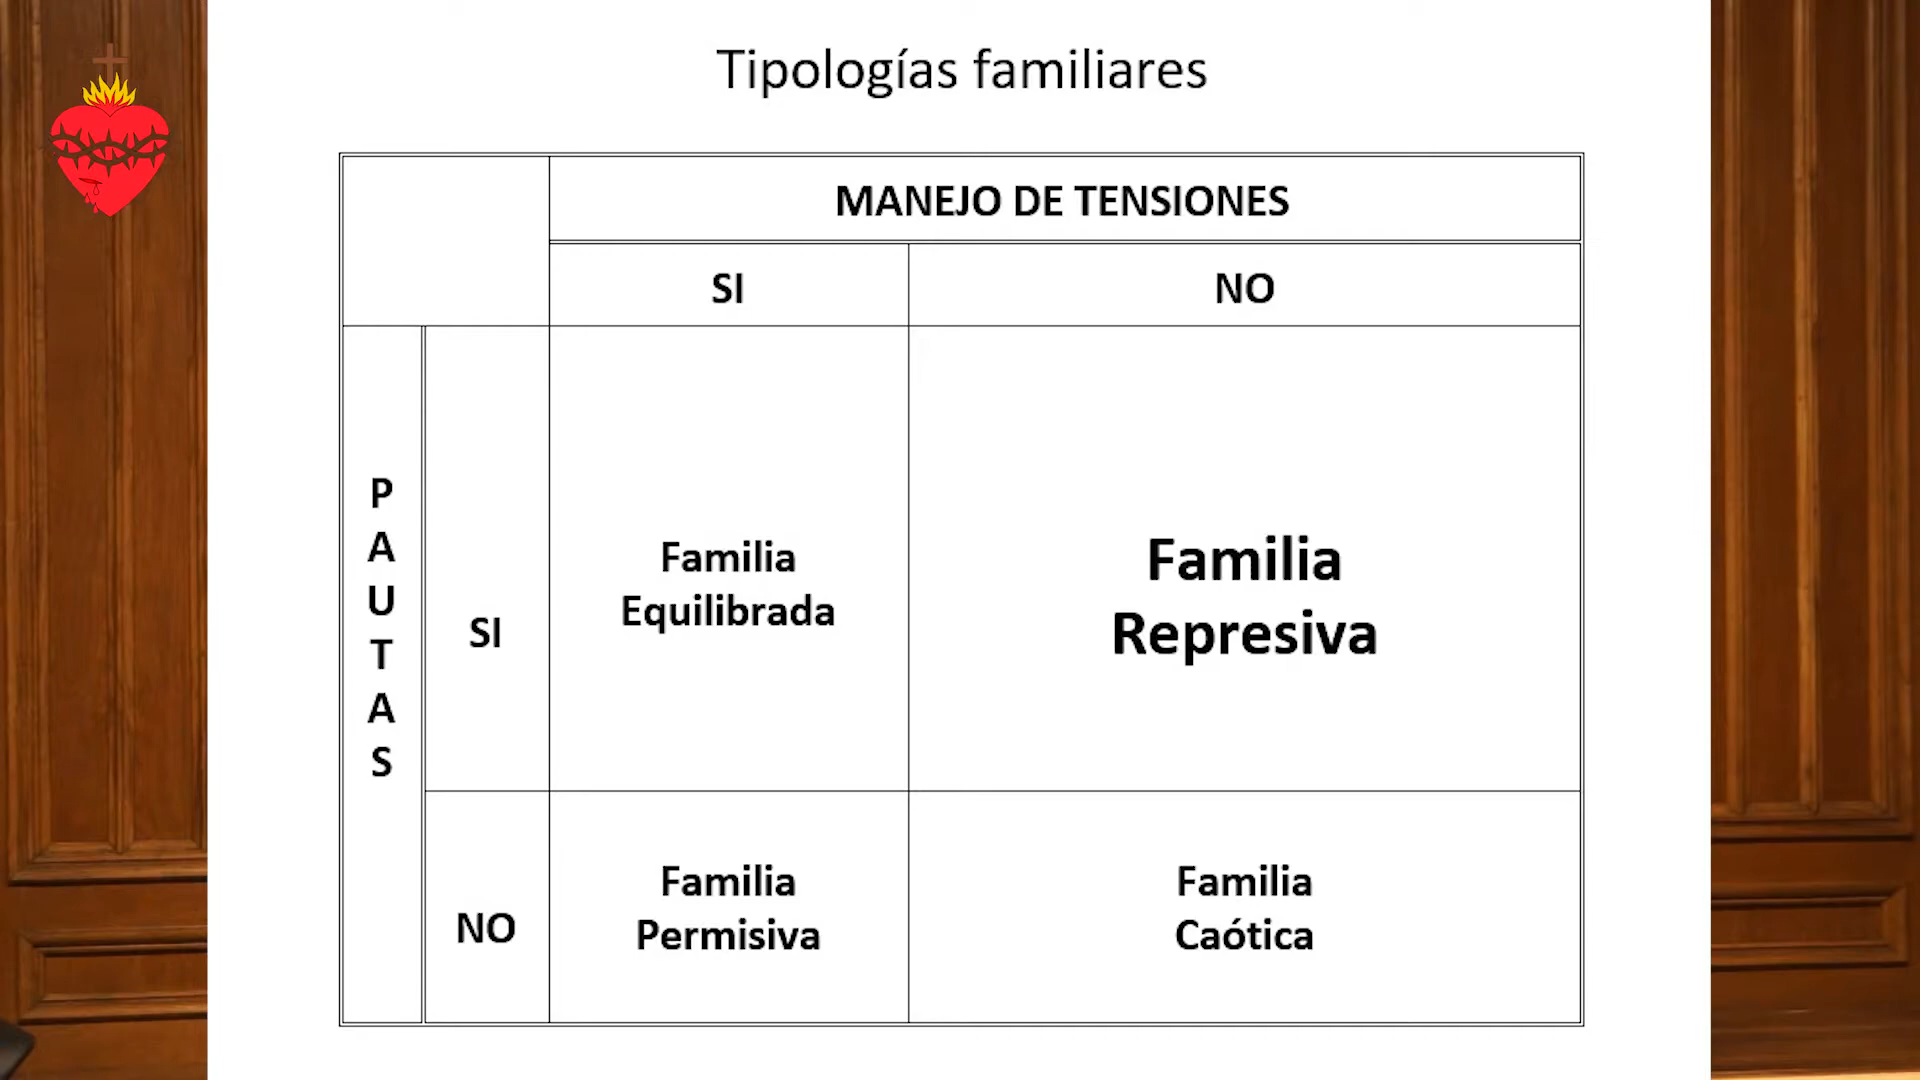 Tipologías familiares
MANEJO DE TENSIONES
SI
NO
P
A
U
T
A
S
SI
Familia
Equilibrada
Familia
Represiva
NO
Familia
Permisiva
Familia
Caótica